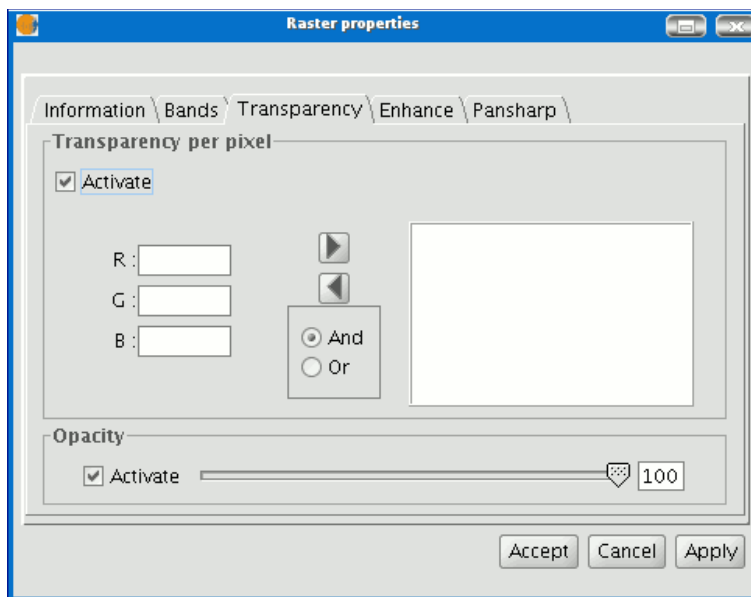 Raster properties
Information Bands Transparency Enhance Pansharp
Transparency per pixel
Activate
R :
G :
B :
And
Or
Opacity
Activate 100
Accept Cancel Apply